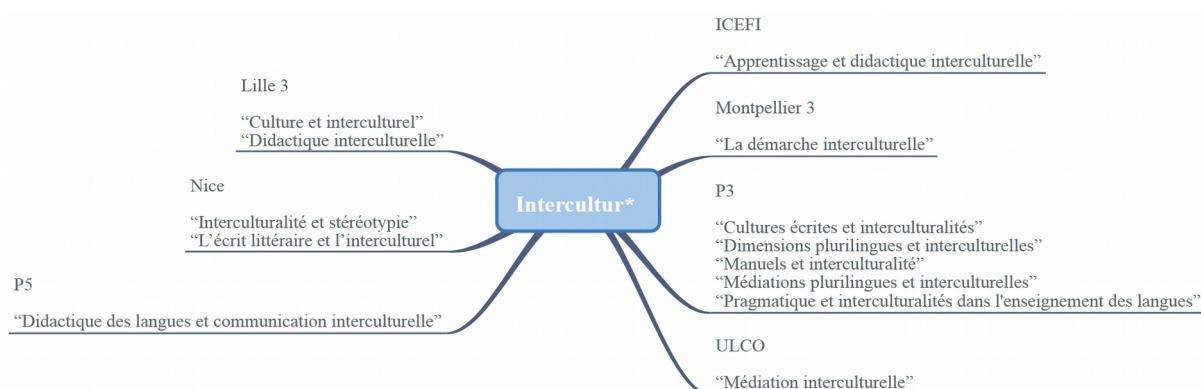 Lille 3
“Culture et interculturel”
“Didactique interculturelle”
Nice
“Interculturalité et stéréotypie”
“L’écrit littéraire et l’interculturel”
P5
“Didactique des langues et communication interculturelle”
Intercultur*
ICEFI
“Apprentissage et didactique interculturelle”
Montpellier 3
“La démarche interculturelle”
P3
“Cultures écrites et interculturalités”
“Dimensions plurilingues et interculturelles”
“Manuels et interculturalité”
“Médiations plurilingues et interculturelles”
“Pragmatique et interculturalités dans l'enseignement des langues”
ULCO
“Médiation interculturelle”